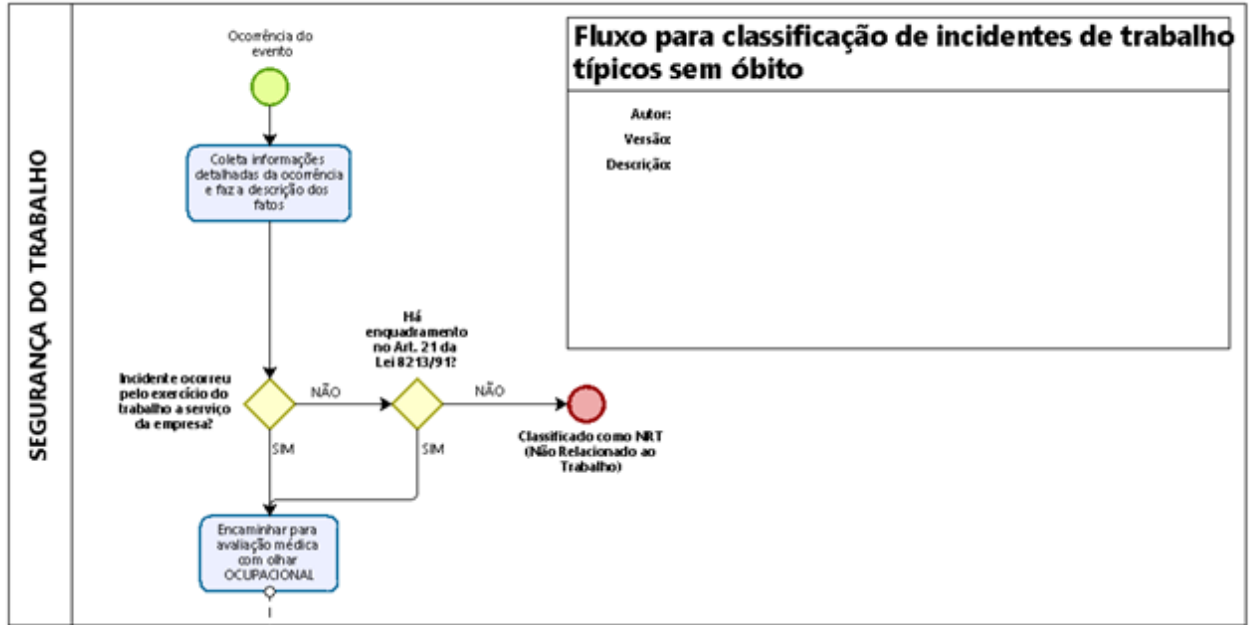 SEGURANÇA DO TRABALHO
Ocorrência do
evento
Fluxo para classificação de incidentes de trabalho
típicos sem óbito
Autor:
Versão:
Descrição:
Coleta informações
detalhadas da ocorrência
e faz a descrição dos
fatos
Há
enquadramento
no Art. 21 da
Lei 8213/91?
Incidente ocorreu
pelo exercício do
trabalho a serviço
da empresa?
NÃO
NÃO
SIM
SIM
Classificado como NRT
(Não Relacionado ao
Trabalho)
Encaminhar para
avaliação médica
com olhar
OCUPACIONAL